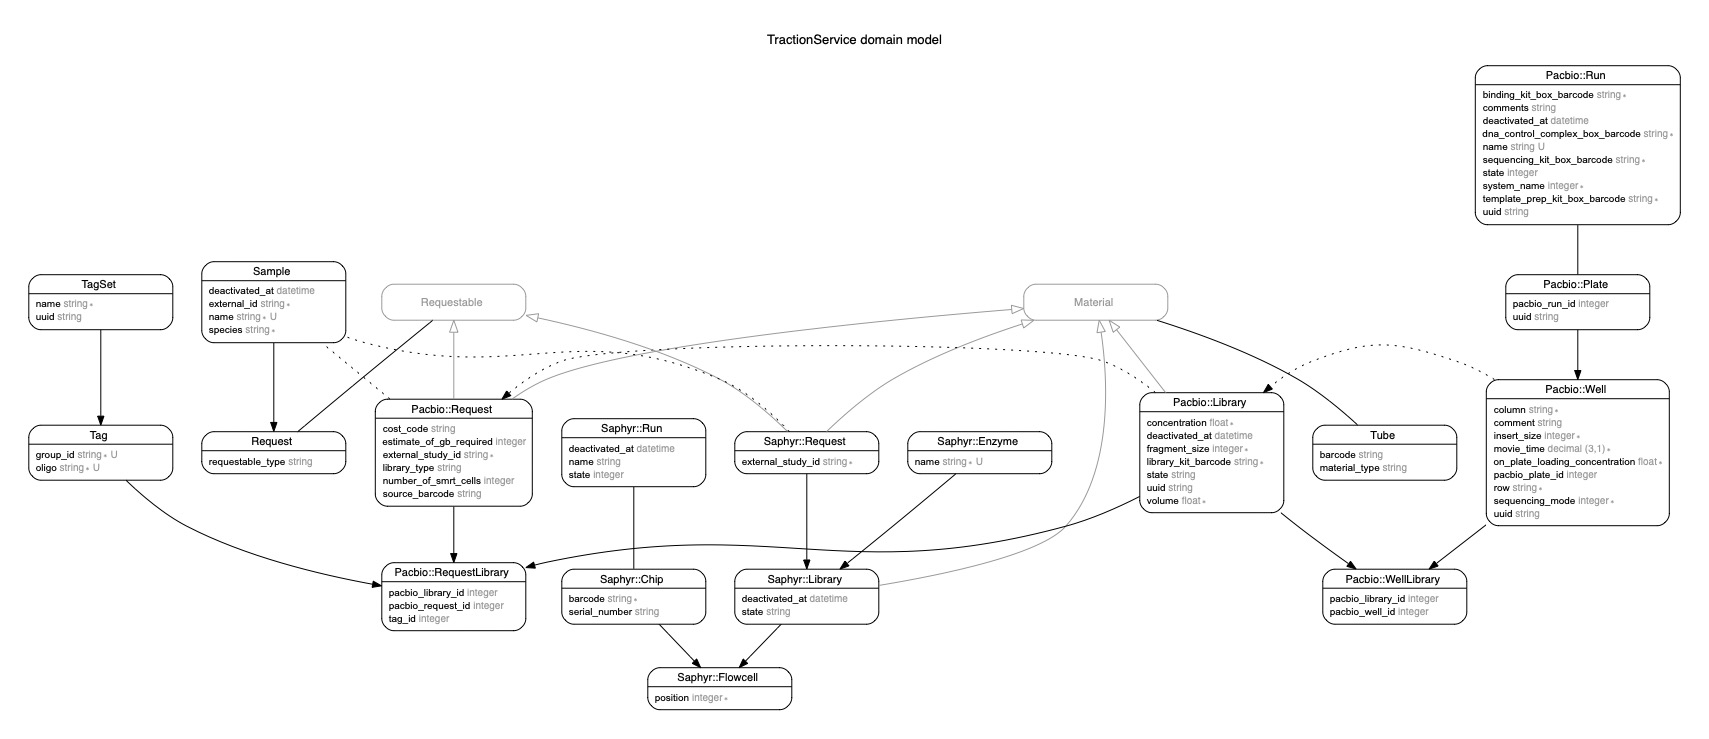 TractionService domain model
Pacbio::Run
binding_kit_box_barcode string ∗
comments string
deactivated_at datetime
dna_control_complex_box_barcode string ∗
name string U
sequencing_kit_box_barcode string ∗
state integer
system_name integer ∗
template_prep_kit_box_barcode string ∗
uuid string
TagSet
name string ∗
uuid string
Sample
deactivated_at datetime
external_id string ∗
name string ∗ U
species string ∗
Requestable
Material
Pacbio::Plate
pacbio_run_id integer
uuid string
Tag
group_id string ∗ U
oligo string ∗ U
Request
requestable_type string
Pacbio::Request
cost_code string
estimate_of_gb_required integer
external_study_id string ∗
library_type string
number_of_smrt_cells integer
source_barcode string
Saphyr::Run
deactivated_at datetime
name string
state integer
Saphyr::Request
external_study_id string ∗
Saphyr::Enzyme
name string ∗ U
Pacbio::Library
concentration float ∗
deactivated_at datetime
fragment_size integer ∗
library_kit_barcode string ∗
state string
uuid string
volume float ∗
Tube
barcode string
material_type string
Pacbio::Well
column string ∗
comment string
insert_size integer ∗
movie_time decimal (3,1) ∗
on_plate_loading_concentration float ∗
pacbio_plate_id integer
row string ∗
sequencing_mode integer ∗
uuid string
Pacbio::RequestLibrary
pacbio_library_id integer
pacbio_request_id integer
tag_id integer
Saphyr::Chip
barcode string ∗
serial_number string
Saphyr::Library
deactivated_at datetime
state string
Pacbio::WellLibrary
pacbio_library_id integer
pacbio_well_id integer
Saphyr::Flowcell
position integer ∗